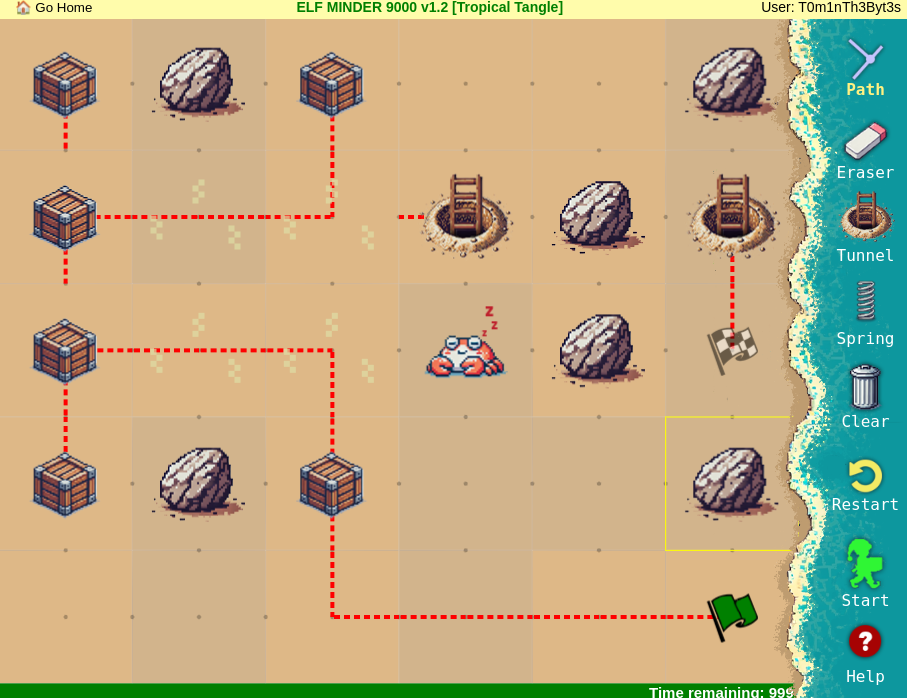 🏠 Go Home
ELF MINDER 9000 v1.2 [Tropical Tangle]
User: T0m1nTh3Byt3s
Path
Eraser
Tunnel
Spring
Clear
Restart
Start
?
Help
z
z
z
z
Time remaining: 999